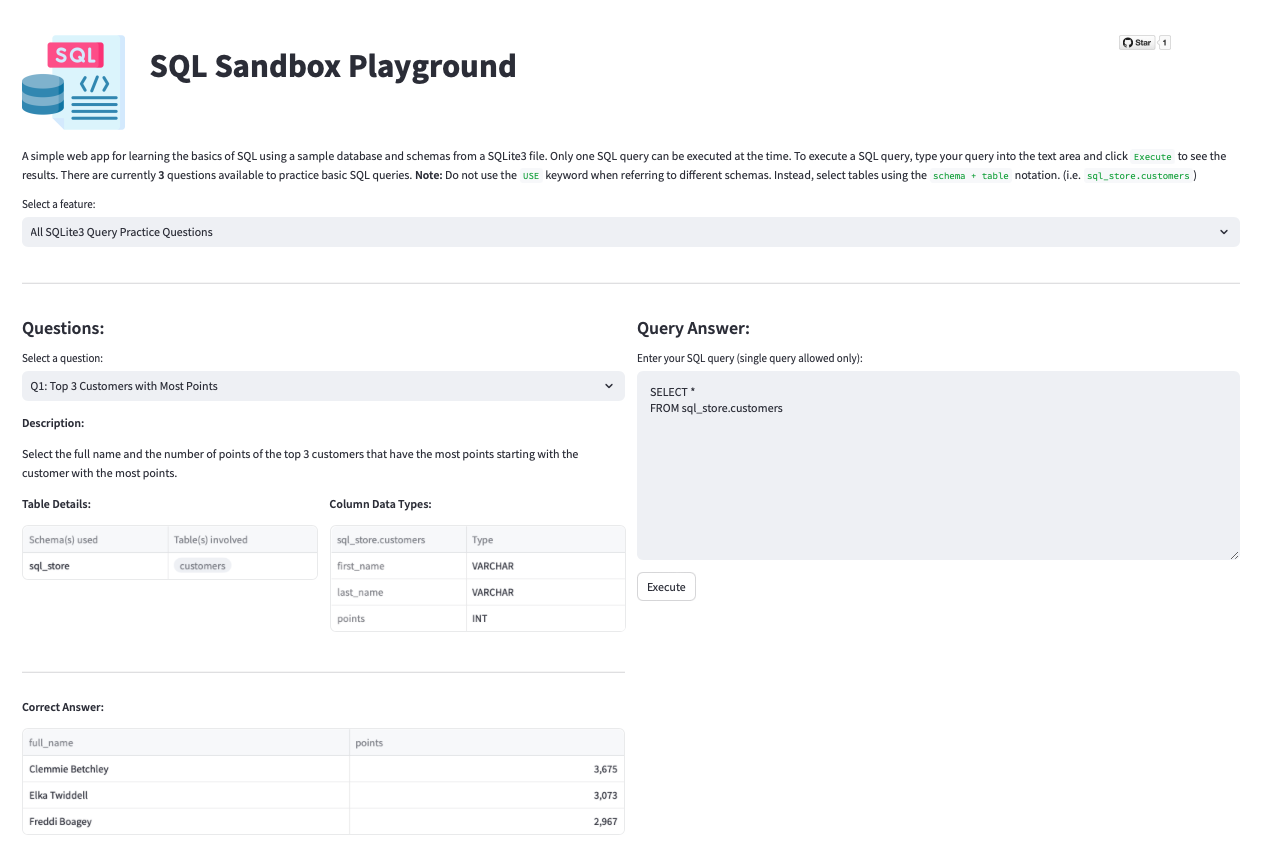 SQL
</>
SQL Sandbox Playground
Star
1
A simple web app for learning the basics of SQL using a sample database and schemas from a SQLite3 file. Only one SQL query can be executed at the time. To execute a SQL query, type your query into the text area and click Execute to see the
results. There are currently 3 questions available to practice basic SQL queries. Note: Do not use the USE keyword when referring to different schemas. Instead, select tables using the schema + table notation. (i.e. sql_store.customers )
Select a feature:
All SQLite3 Query Practice Questions
Questions:
Select a question:
Q1: Top 3 Customers with Most Points
Description:
Select the full name and the number of points of the top 3 customers that have the most points starting with the
customer with the most points.
Table Details:
Schema(s) used Table(s) involved
sql_store customers
Column Data Types:
sql_store.customers Type
first_name VARCHAR
last_name VARCHAR
points INT
Correct Answer:
full_name points
Clemmie Betchley 3,675
Elka Twiddell 3,073
Freddi Boagey 2,967
Query Answer:
Enter your SQL query (single query allowed only):
SELECT *
FROM sql_store.customers
Execute